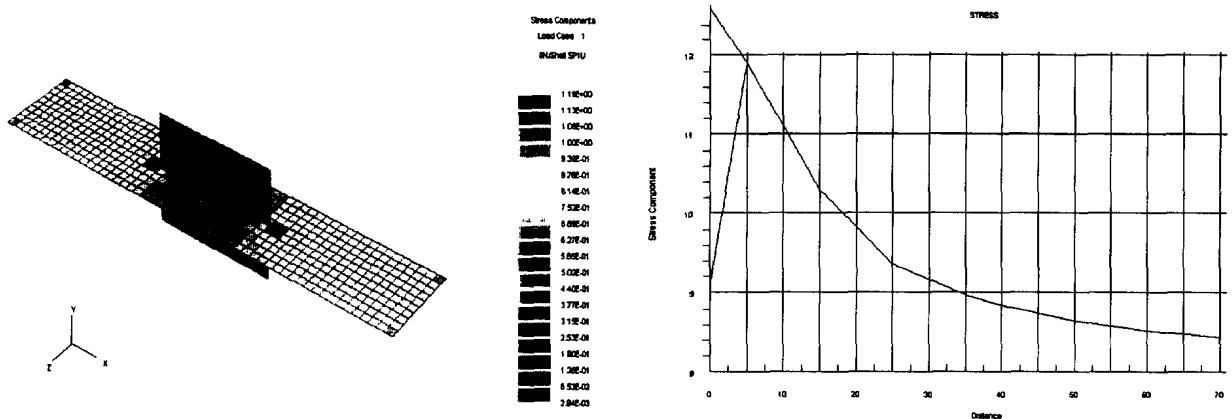 Stress Components
Load Case 1
IN/Shell SP1U
1.19E+00
1.13E+00
1.06E+00
1.00E+00
9.39E-01
8.76E-01
8.14E-01
7.52E-01
6.89E-01
6.27E-01
5.65E-01
5.02E-01
4.40E-01
3.77E-01
3.15E-01
2.53E-01
1.90E-01
1.28E-01
6.53E-02
2.94E-03
Y
Z
X
STRESS
12
11
10
9
Stress Component
0
10
20
30
40
50
60
70
Distance